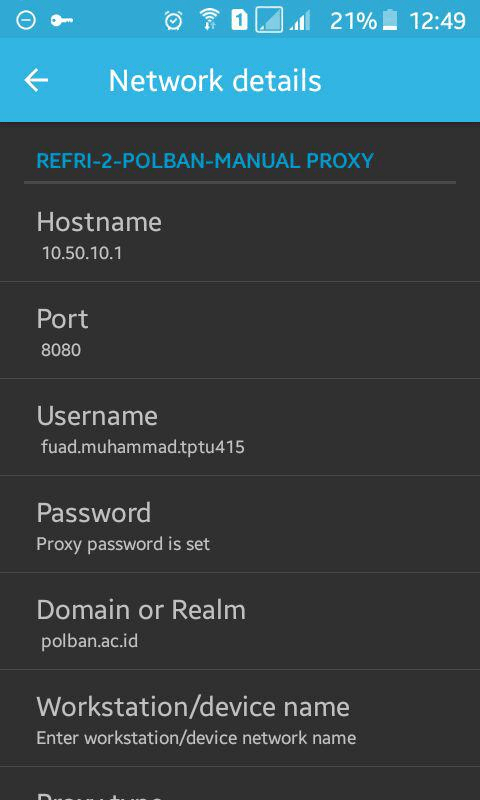 1
21% 12:49
Network details
REFRI-2-POLBAN-MANUAL PROXY
Hostname
10.50.10.1
Port
8080
Username
fuad.muhammad.tptu415
Password
Proxy password is set
Domain or Realm
polban.ac.id
Workstation/device name
Enter workstation/device network name
Proxy type